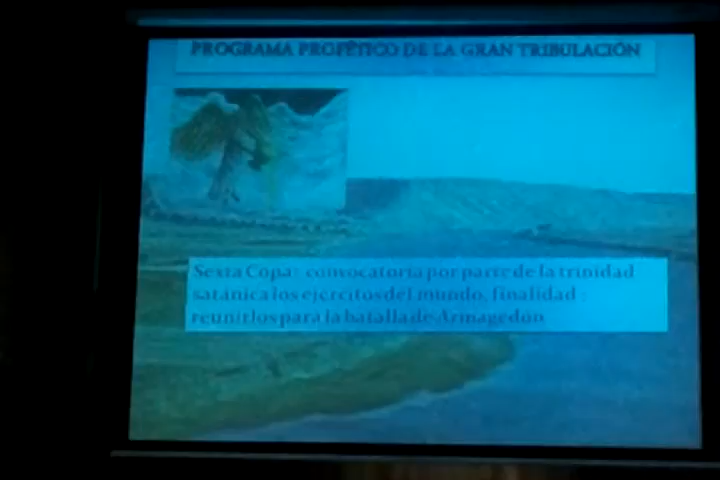 PROGRAMA PROFÉTICO DE LA GRAN TRIBULACIÓN
Sexta Copa: convocatoria por parte de la trinidad
satánica los ejercitos del mundo, finalidad :
reunirlos para la batalla de Armagedón